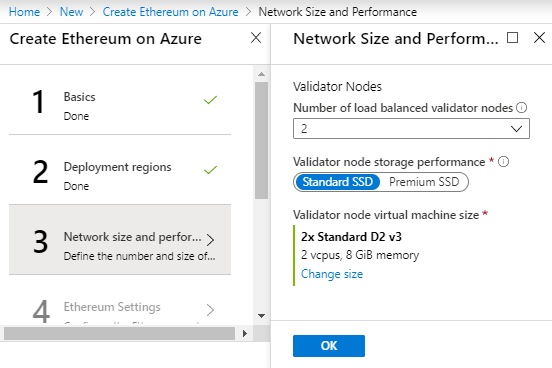 Home > New > Create Ethereum on Azure > Network Size and Performance
Create Ethereum on Azure
1
Basics
Done
2
Deployment regions
Done
3
Network size and perfor...
Define the number and size of...
4
Ethereum Settings
Network Size and Perform...
Validator Nodes
Number of load balanced validator nodes
2
Validator node storage performance *
Standard SSD Premium SSD
Validator node virtual machine size *
2x Standard D2 v3
2 vcpus, 8 GiB memory
Change size
OK